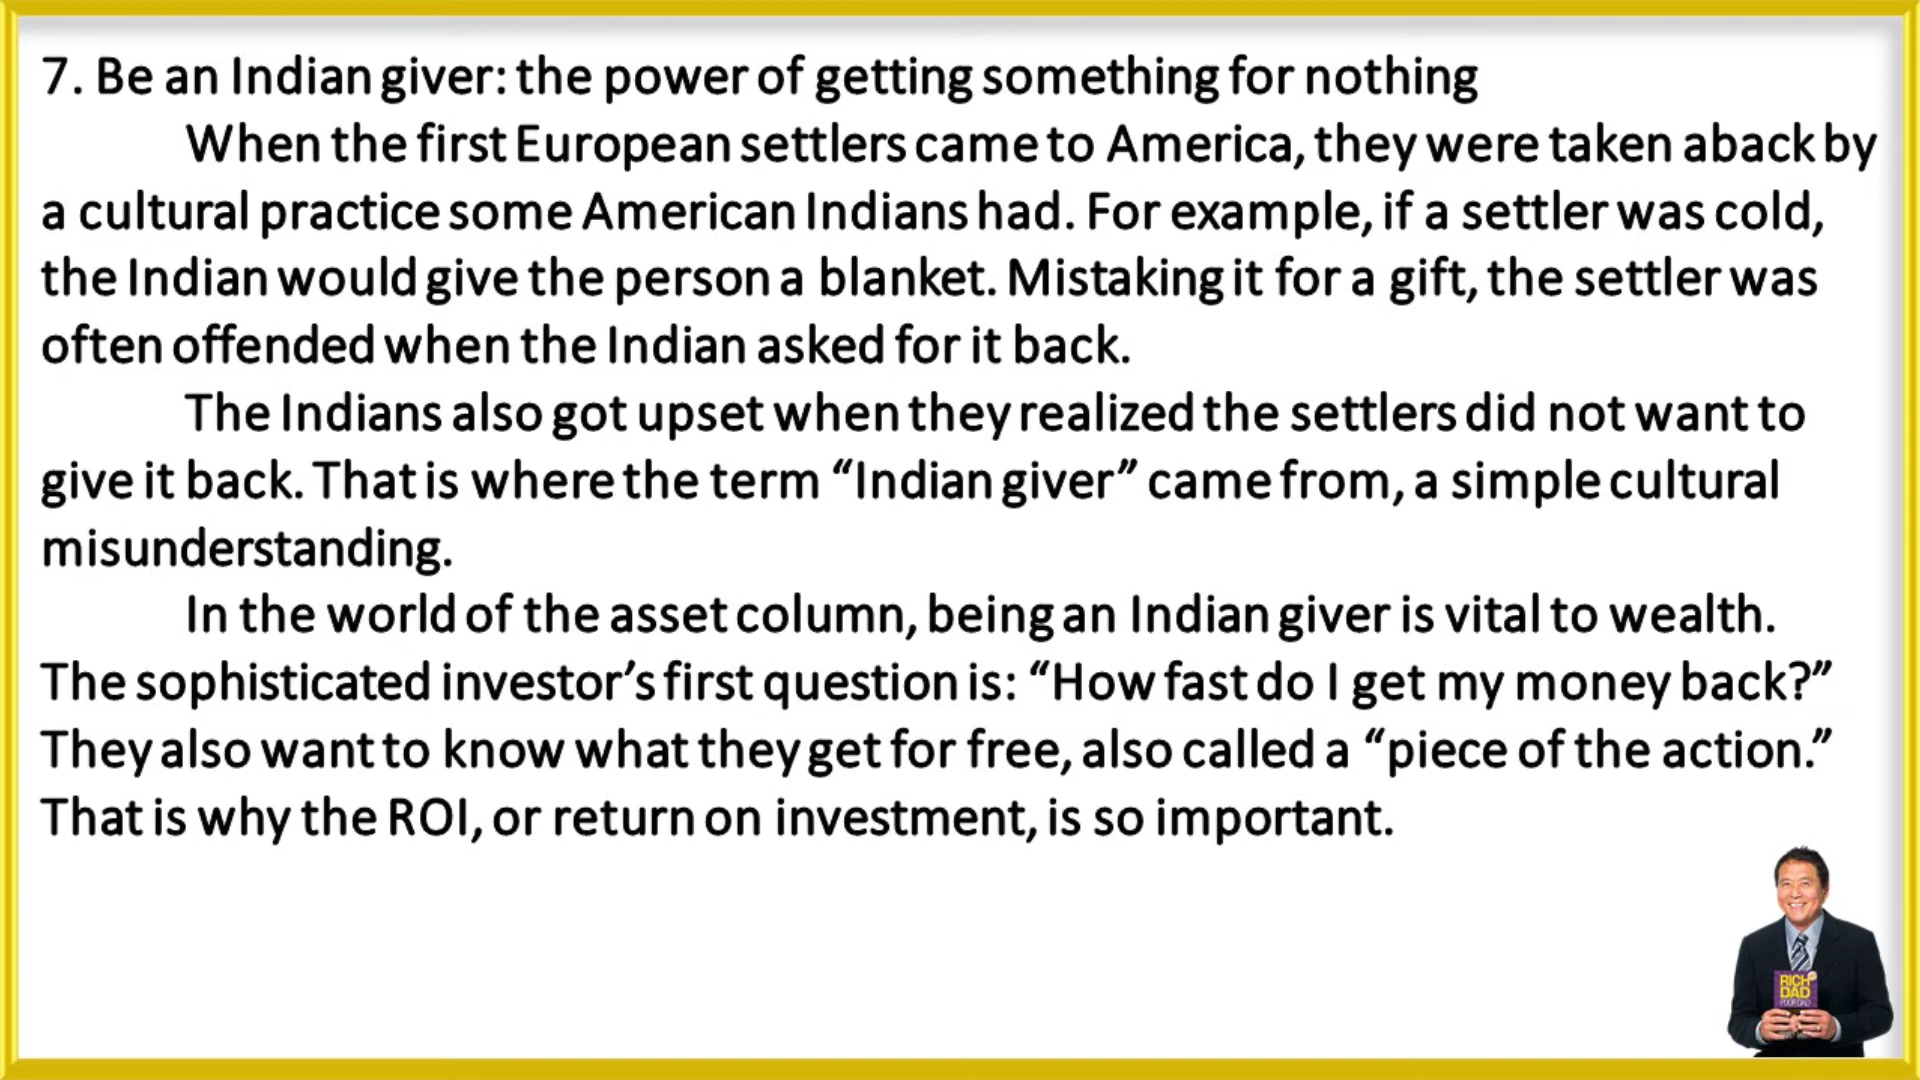 7. Be an Indian giver: the power of getting something for nothing
When the first European settlers came to America, they were taken aback by
a cultural practice some American Indians had. For example, if a settler was cold,
the Indian would give the person a blanket. Mistaking it for a gift, the settler was
often offended when the Indian asked for it back.
The Indians also got upset when they realized the settlers did not want to
give it back. That is where the term “Indian giver” came from, a simple cultural
misunderstanding.
In the world of the asset column, being an Indian giver is vital to wealth.
The sophisticated investor’s first question is: “How fast do I get my money back?”
They also want to know what they get for free, also called a “piece of the action.”
That is why the ROI, or return on investment, is so important.
RICH
DAD
POOR DAD